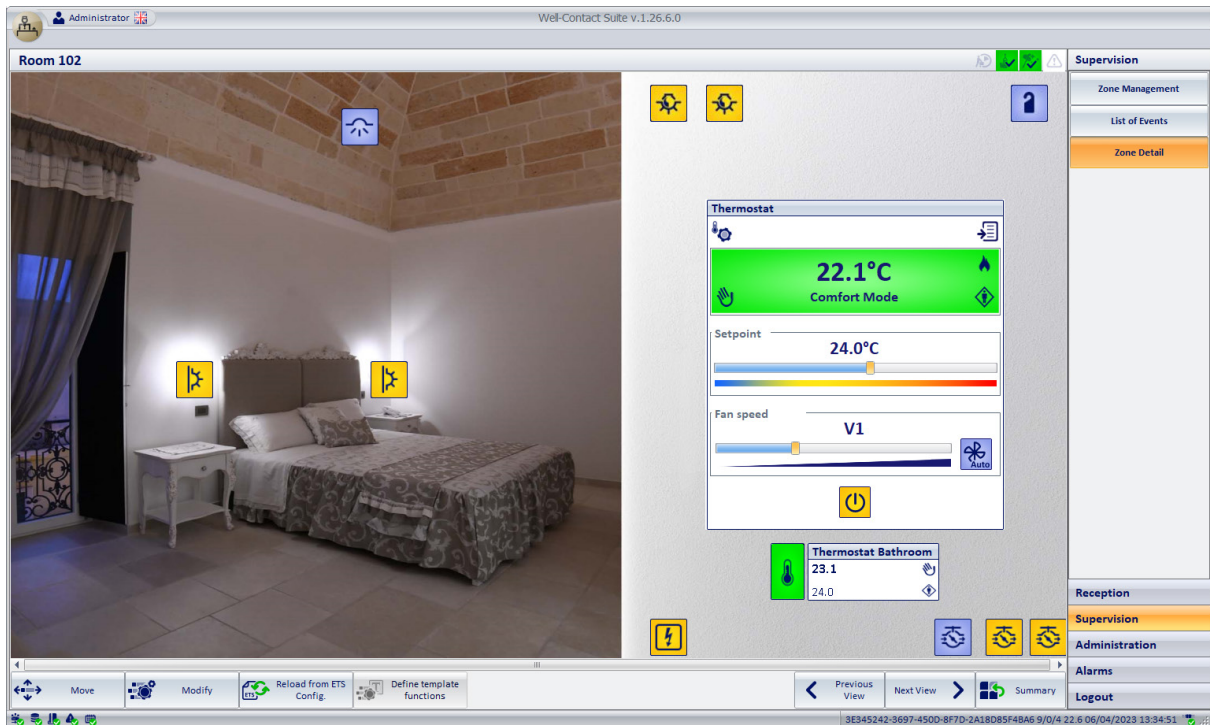 Administrator
Well-Contact Suite v.1.26.6.0
Room 102
Supervision
Zone Management
List of Events
Zone Detail
Thermostat
22.1°C
Comfort Mode
Setpoint
24.0°C
Fan speed
V1
Auto
Thermostat Bathroom
23.1
24.0
Reception
Supervision
Administration
Alarms
Logout
Move
Modify
ETS
Reload from ETS
Config.
Define template
functions
Previous
View
Next View
Summary
3E345242-3697-450D-8F7D-2A18D85F4BA6 9/0/4 22.6 06/04/2023 13:34:51